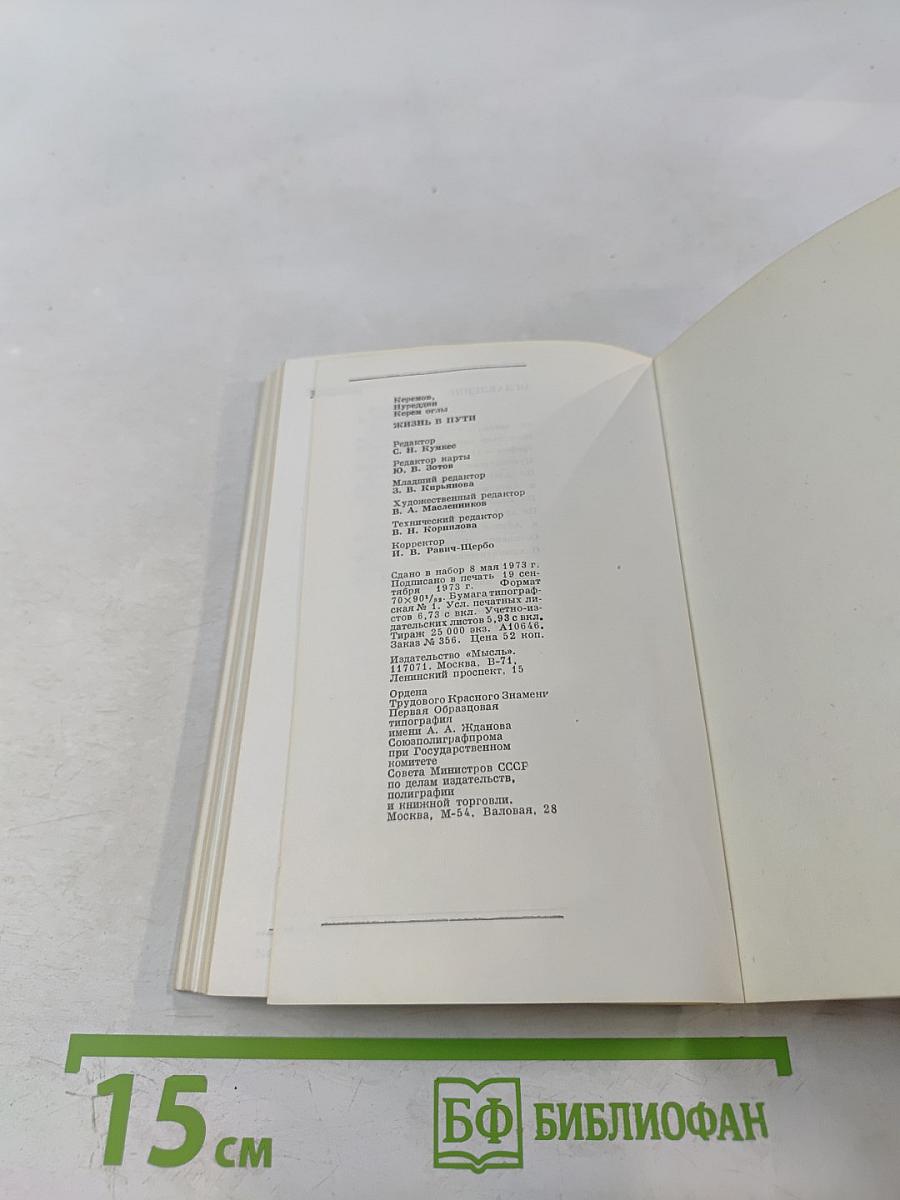 Керемов,
Нуреддин
Керем оглы
ЖИЗНЬ В ПУТИ
Редактор
С. Н. Кумкес
Редактор карты
Ю. В. Зотов
Младший редактор
З. В. Кирьянова
Художественный редактор
В. А. Масленников
Технический редактор
В. Н. Корнилова
Корректор
И. В. Равич-Щербо
Сдано в набор 8 мая 1973 г.
Подписано в печать 19 сен-
тября 1973 г. Формат
70×90¹/₃₂. Бумага типограф-
ская № 1. Усл. печатных ли-
стов 6,73 с вкл. Учетно-из-
дательских листов 5,93 с вкл.
Тираж 25 000 экз. А10646.
Заказ № 356. Цена 52 коп.
Издательство «Мысль».
117071. Москва, В-71,
Ленинский проспект, 15
Ордена
Трудового Красного Знамени
Первая Образцовая
типография
имени А. А. Жданова
Союзполиграфпрома
при Государственном
комитете
Совета Министров СССР
по делам издательств,
полиграфии
и книжной торговли.
Москва, М-54, Валовая, 28
15 см
БФ БИБЛИОФАН